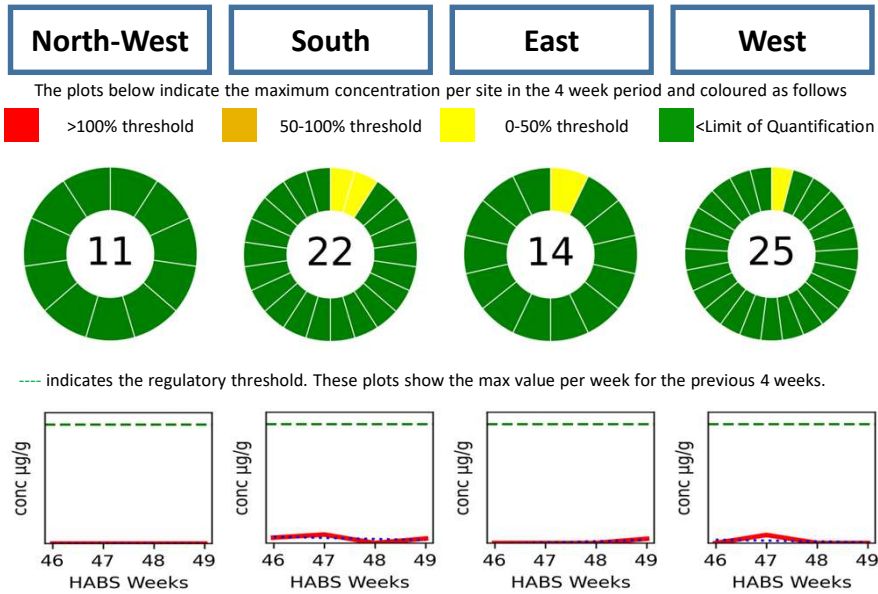 North-West South East West
The plots below indicate the maximum concentration per site in the 4 week period and coloured as follows
>100% threshold 50-100% threshold 0-50% threshold <Limit of Quantification
11 22 14 25
---- indicates the regulatory threshold. These plots show the max value per week for the previous 4 weeks.
conc µg/g conc µg/g conc µg/g conc µg/g
46 47 48 49 46 47 48 49 46 47 48 49 46 47 48 49
HABS Weeks HABS Weeks HABS Weeks HABS Weeks